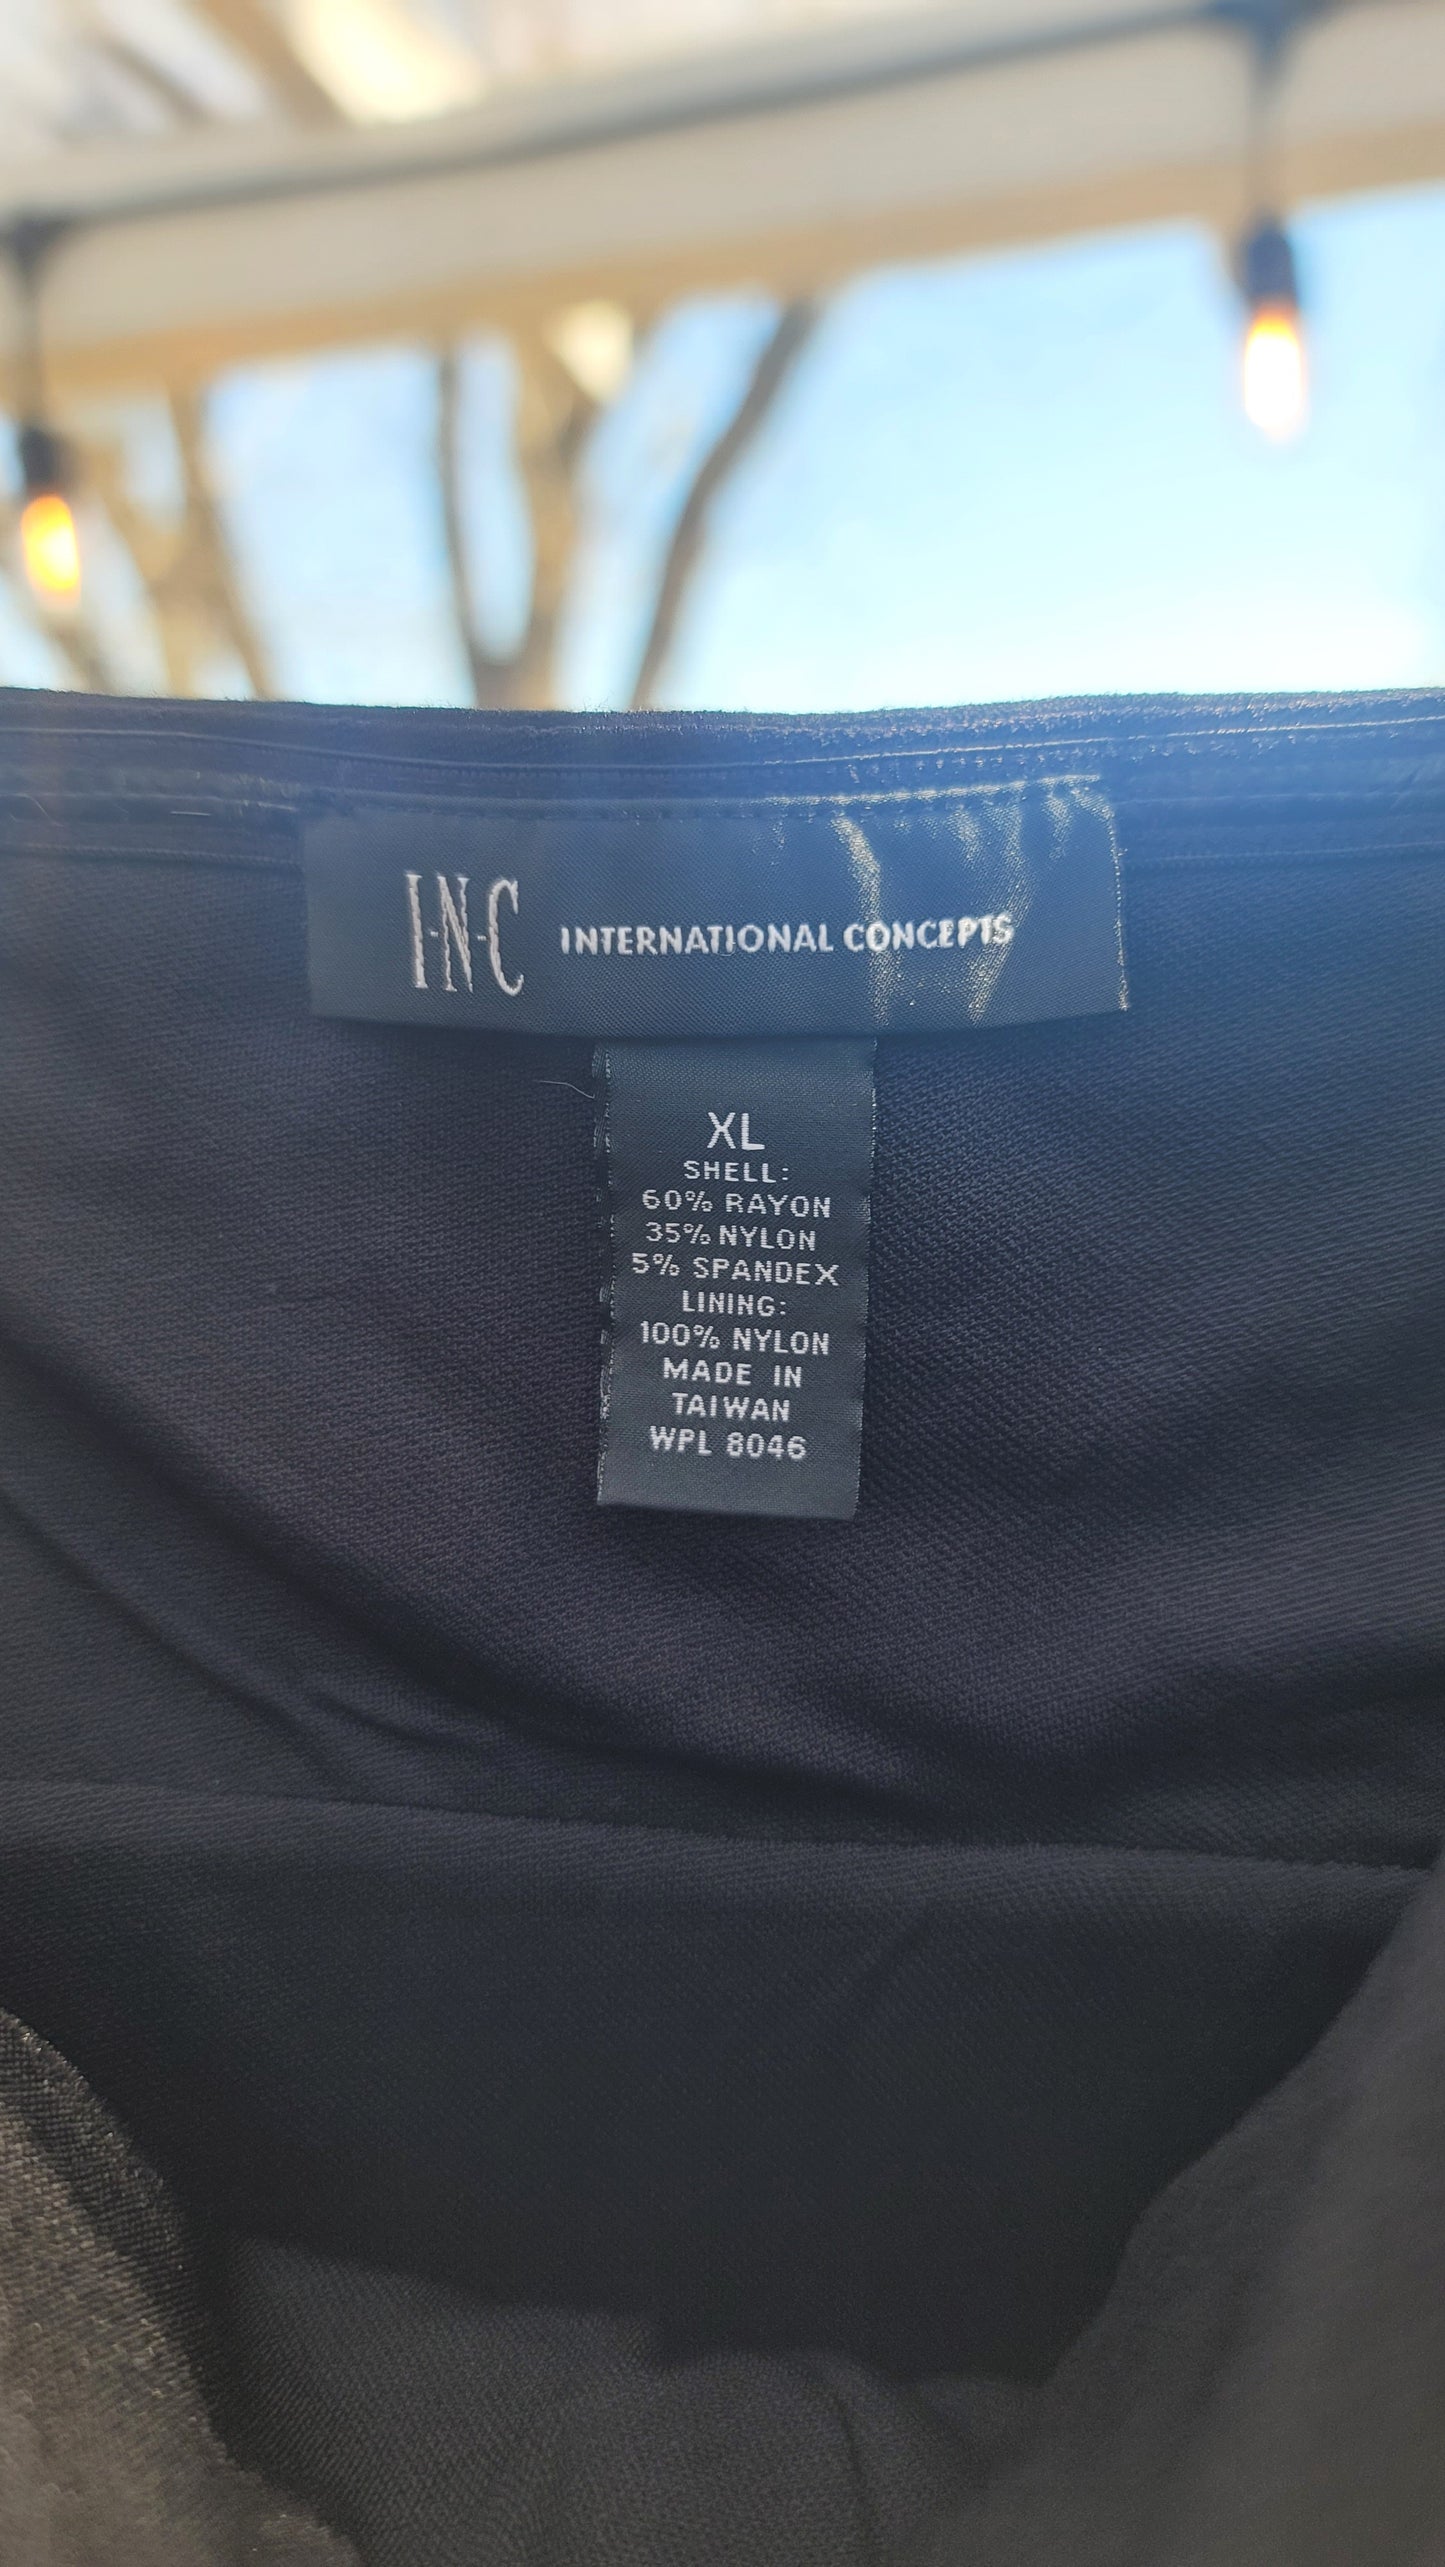 I·N·C INTERNATIONAL CONCEPTS
XL
SHELL:
60% RAYON
35% NYLON
5% SPANDEX
LINING:
100% NYLON
MADE IN
TAIWAN
WPL 8046